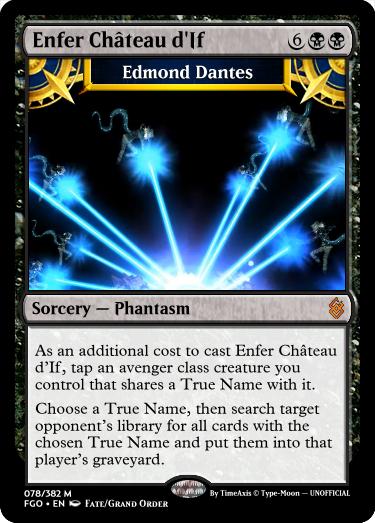 Enfer Château d'If 6
Edmond Dantes
Sorcery — Phantasm
As an additional cost to cast Enfer Château
d'If, tap an avenger class creature you
control that shares a True Name with it.
Choose a True Name, then search target
opponent's library for all cards with the
chosen True Name and put them into that
player's graveyard.
078/382 M
FGO • EN Fate/Grand Order
By TimeAxis © Type-Moon — UNOFFICIAL